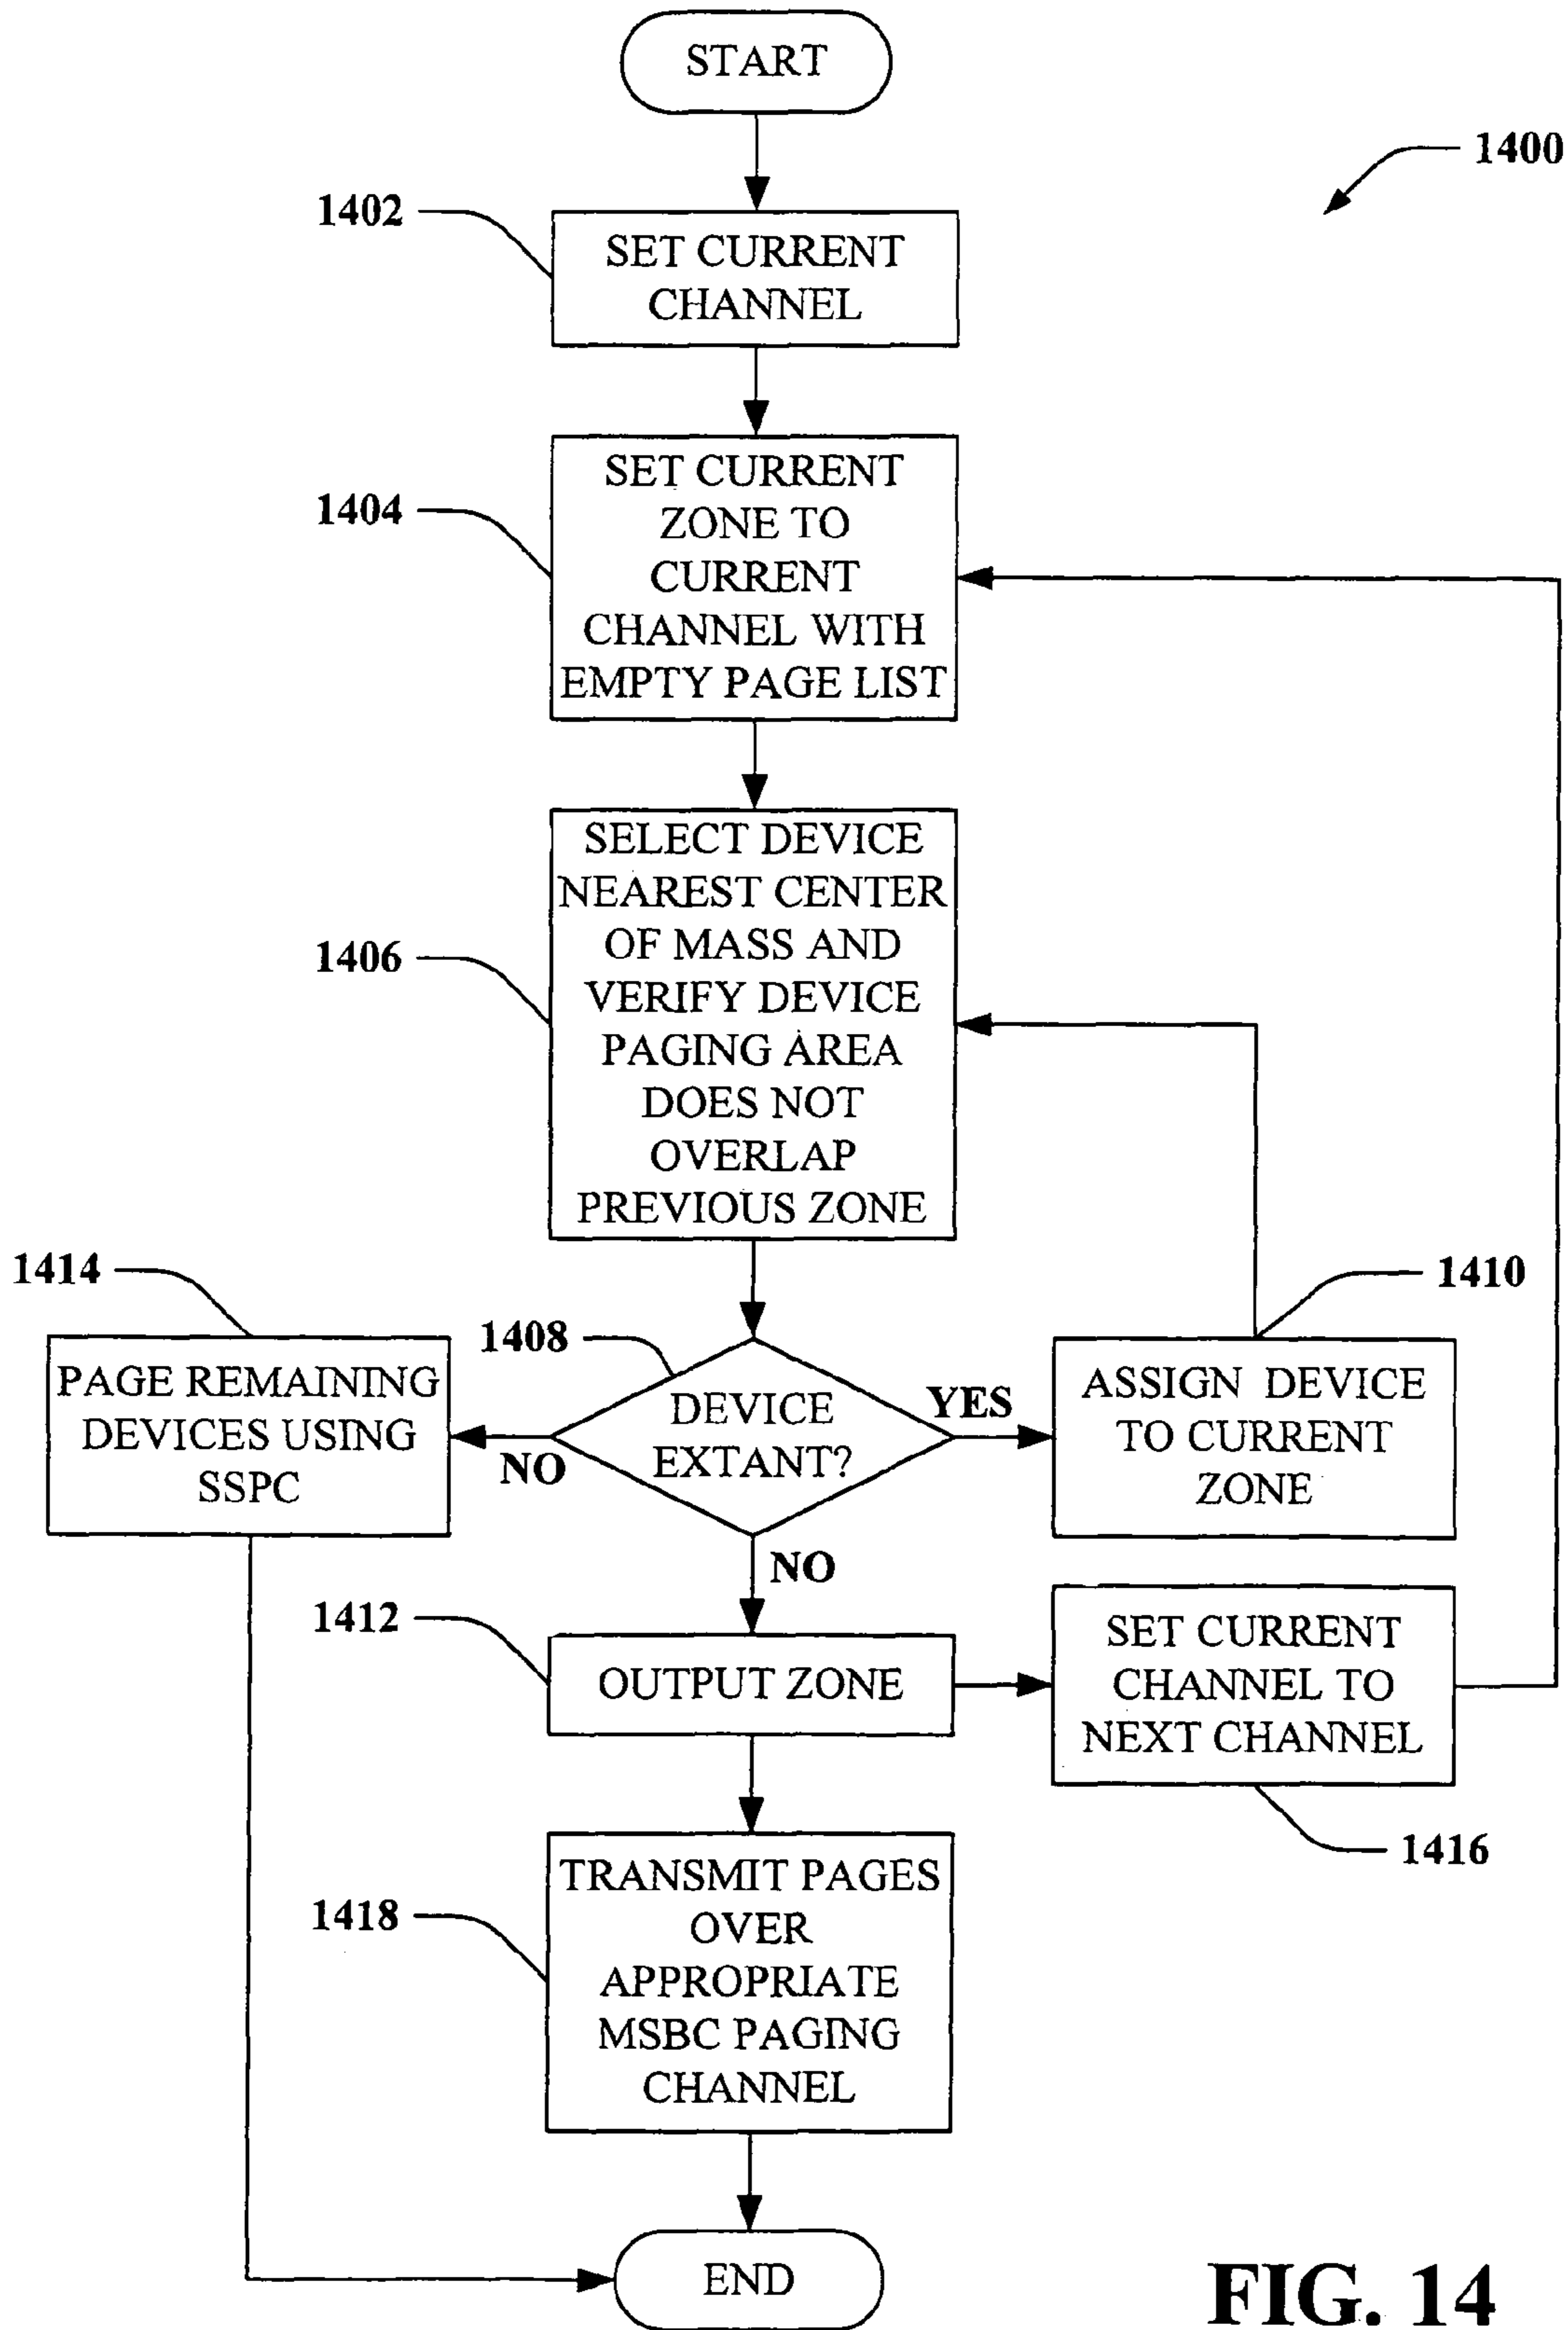 START
1400
1402
SET CURRENT
CHANNEL
1404
SET CURRENT
ZONE TO
CURRENT
CHANNEL WITH
EMPTY PAGE LIST
1406
SELECT DEVICE
NEAREST CENTER
OF MASS AND
VERIFY DEVICE
PAGING AREA
DOES NOT
OVERLAP
PREVIOUS ZONE
1414
PAGE REMAINING
DEVICES USING
SSPC
1408
DEVICE
EXTANT?
YES
NO
NO
1410
ASSIGN DEVICE
TO CURRENT
ZONE
1412
OUTPUT ZONE
SET CURRENT
CHANNEL TO
NEXT CHANNEL
1416
1418
TRANSMIT PAGES
OVER
APPROPRIATE
MSBC PAGING
CHANNEL
END
FIG. 14